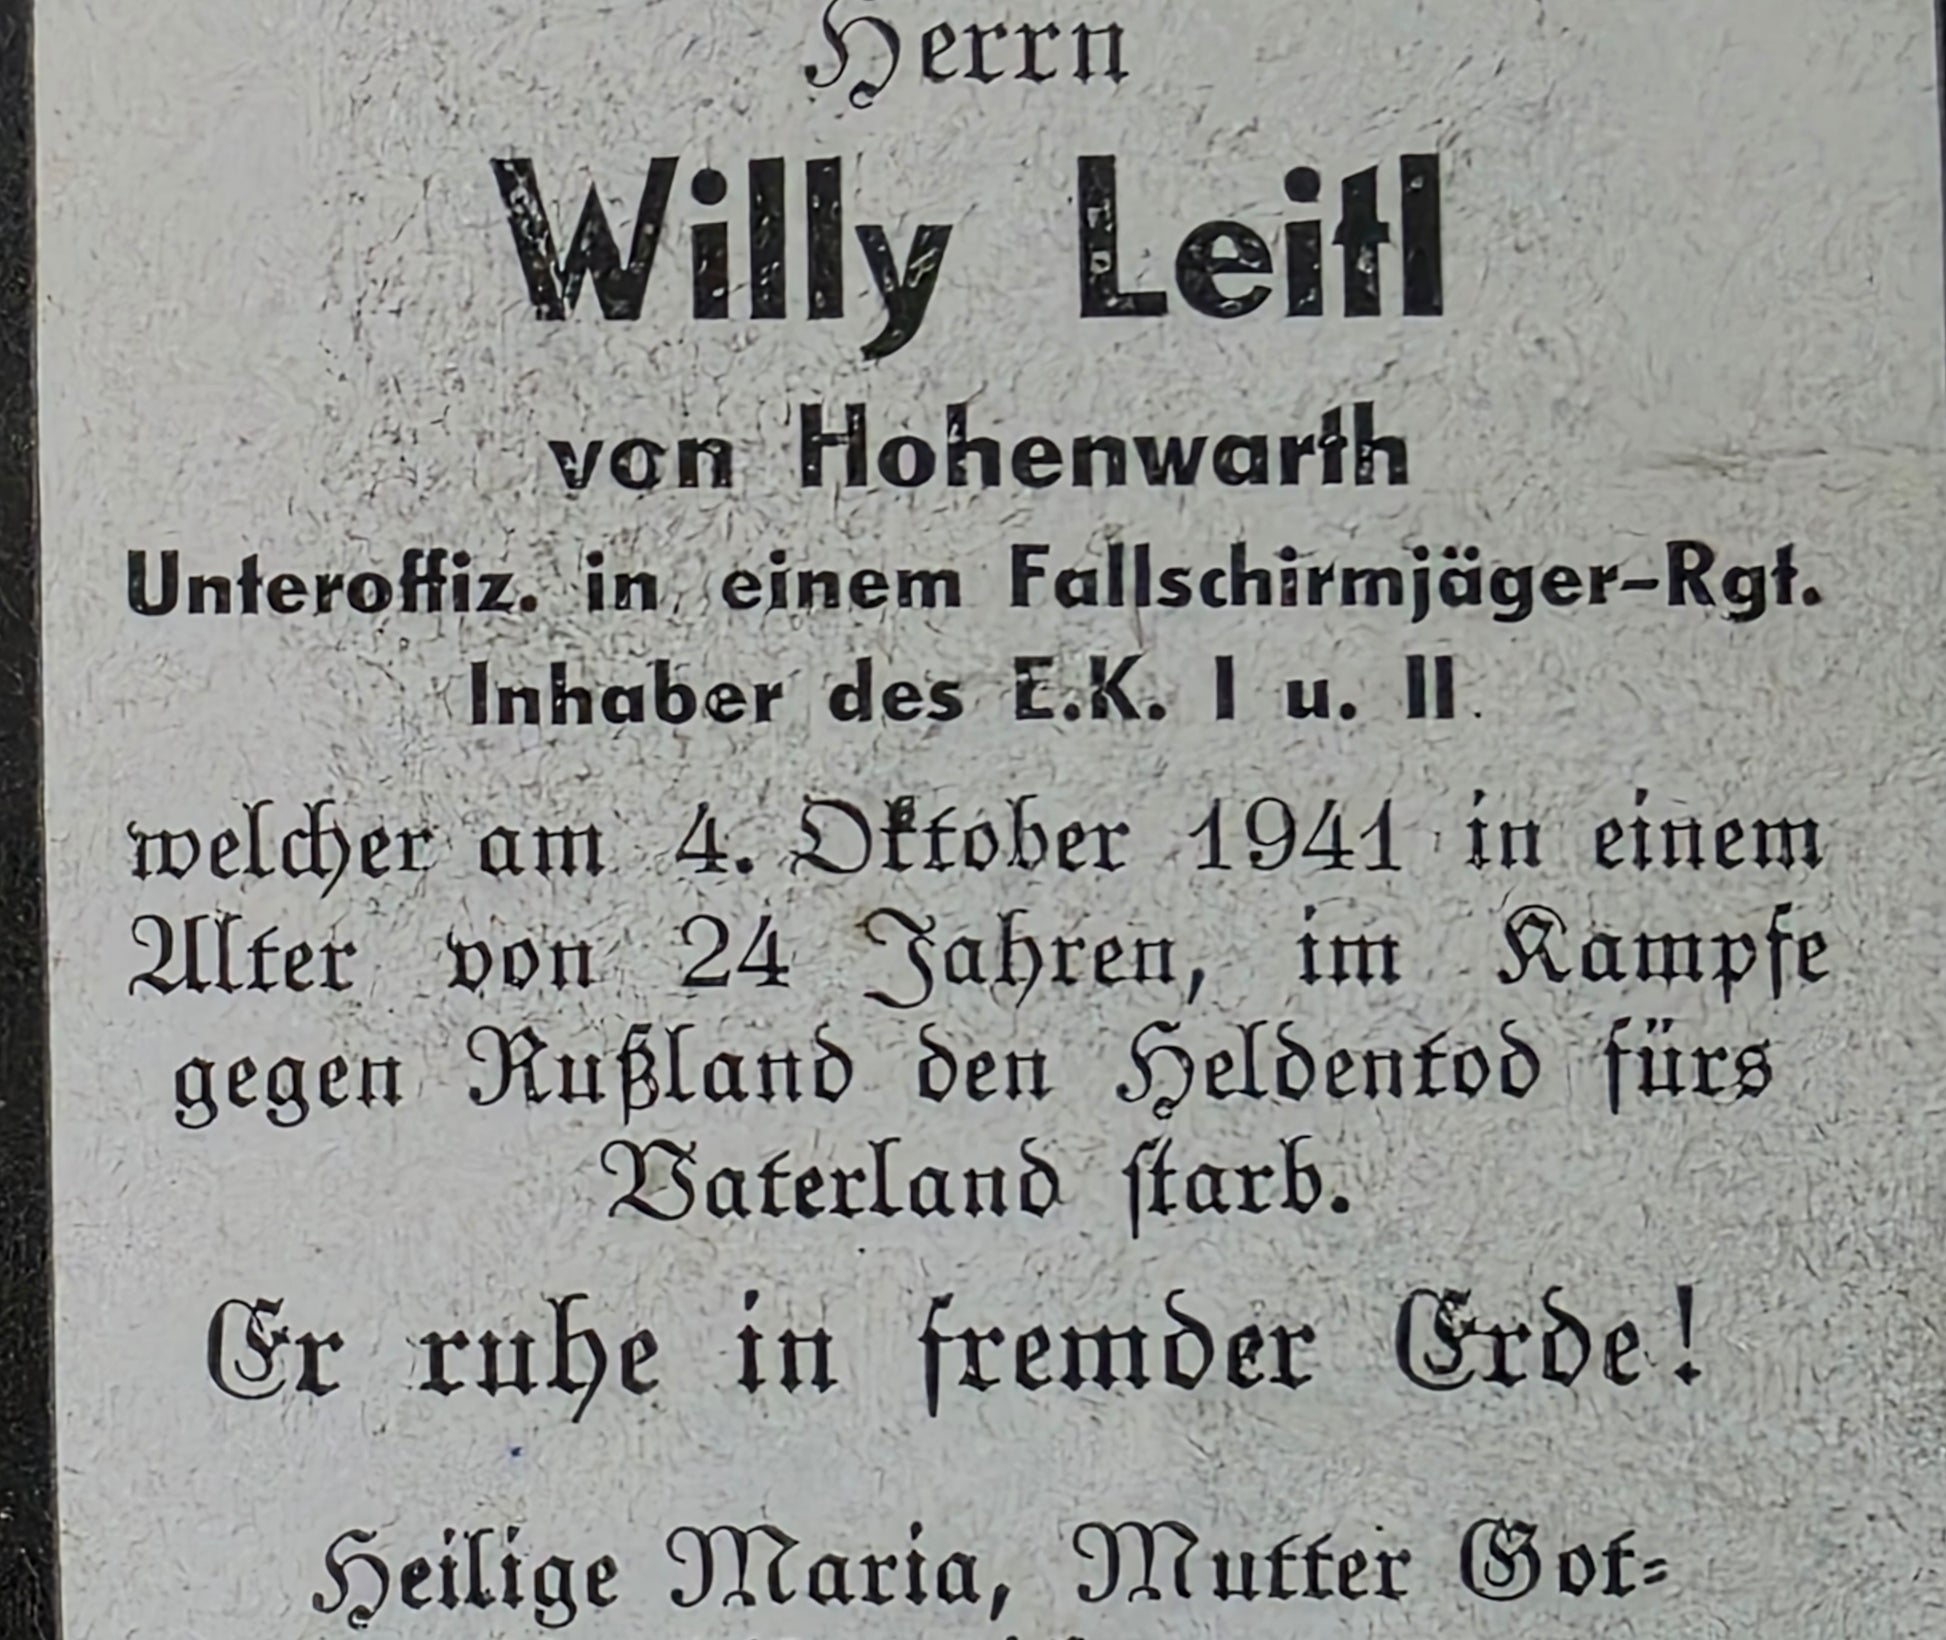 Herrn
Willy Leitl
von Hohenwarth
Unteroffiz. in einem Fallschirmjäger-Rgt.
Inhaber des E.K. I u. II.
welcher am 4. Oktober 1941 in einem
Alter von 24 Jahren, im Kampfe
gegen Rußland den Heldentod fürs
Vaterland starb.
Er ruhe in fremder Erde!
Heilige Maria, Mutter Got-